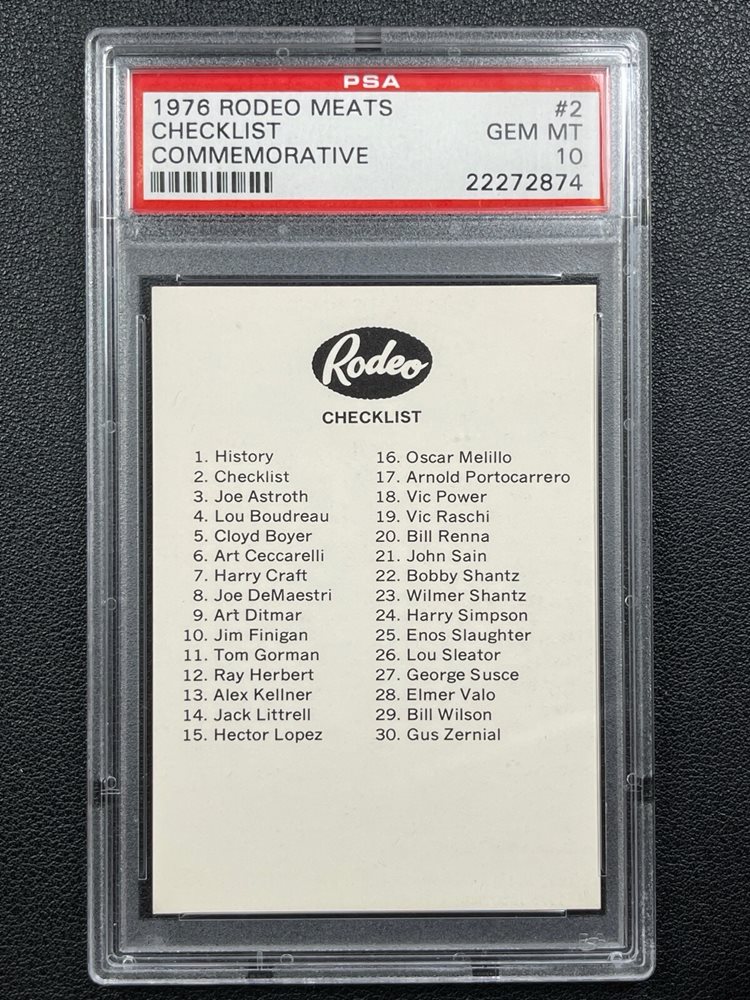 PSA
1976 RODEO MEATS #2
CHECKLIST GEM MT
COMMEMORATIVE 10
22272874
Rodeo
CHECKLIST
1. History
2. Checklist
3. Joe Astroth
4. Lou Boudreau
5. Cloyd Boyer
6. Art Ceccarelli
7. Harry Craft
8. Joe DeMaestri
9. Art Ditmar
10. Jim Finigan
11. Tom Gorman
12. Ray Herbert
13. Alex Kellner
14. Jack Littrell
15. Hector Lopez
16. Oscar Melillo
17. Arnold Portocarrero
18. Vic Power
19. Vic Raschi
20. Bill Renna
21. John Sain
22. Bobby Shantz
23. Wilmer Shantz
24. Harry Simpson
25. Enos Slaughter
26. Lou Sleator
27. George Susce
28. Elmer Valo
29. Bill Wilson
30. Gus Zernial